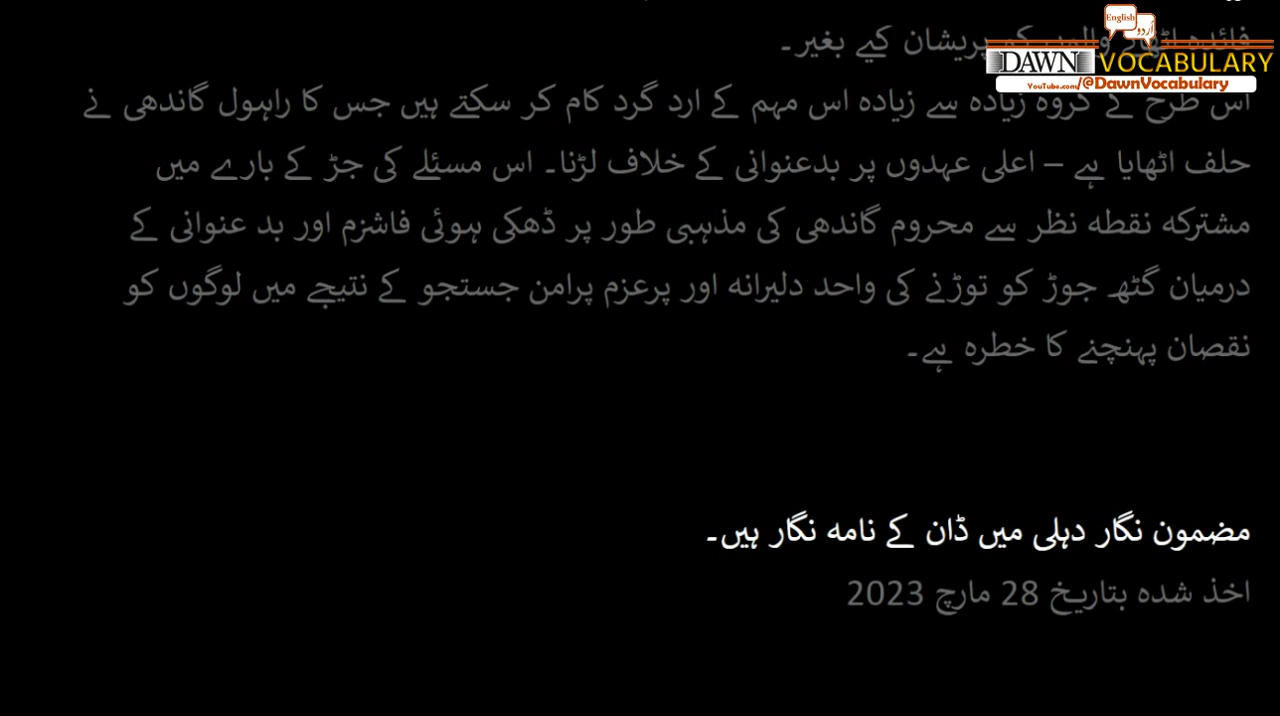 English
اُردو
DAWN VOCABULARY
YouTube.com/@DawnVocabulary
فائدہ اٹھانے والوں کو پریشان کیے بغیر۔
اس طرح کے گروہ زیادہ سے زیادہ اس مہم کے ارد گرد کام کر سکتے ہیں جس کا راہول گاندھی نے
حلف اٹھایا ہے – اعلی عہدوں پر بدعنوانی کے خلاف لڑنا۔ اس مسئلے کی جڑ کے بارے میں
مشترکہ نقطہ نظر سے محروم گاندھی کی مذہبی طور پر ڈھکی ہوئی فاشزم اور بد عنوانی کے
درمیان گٹھ جوڑ کو توڑنے کی واحد دلیرانہ اور پرعزم پرامن جستجو کے نتیجے میں لوگوں کو
نقصان پہنچنے کا خطرہ ہے۔
مضمون نگار دہلی میں ڈان کے نامہ نگار ہیں۔
اخذ شدہ بتاریخ 28 مارچ 2023